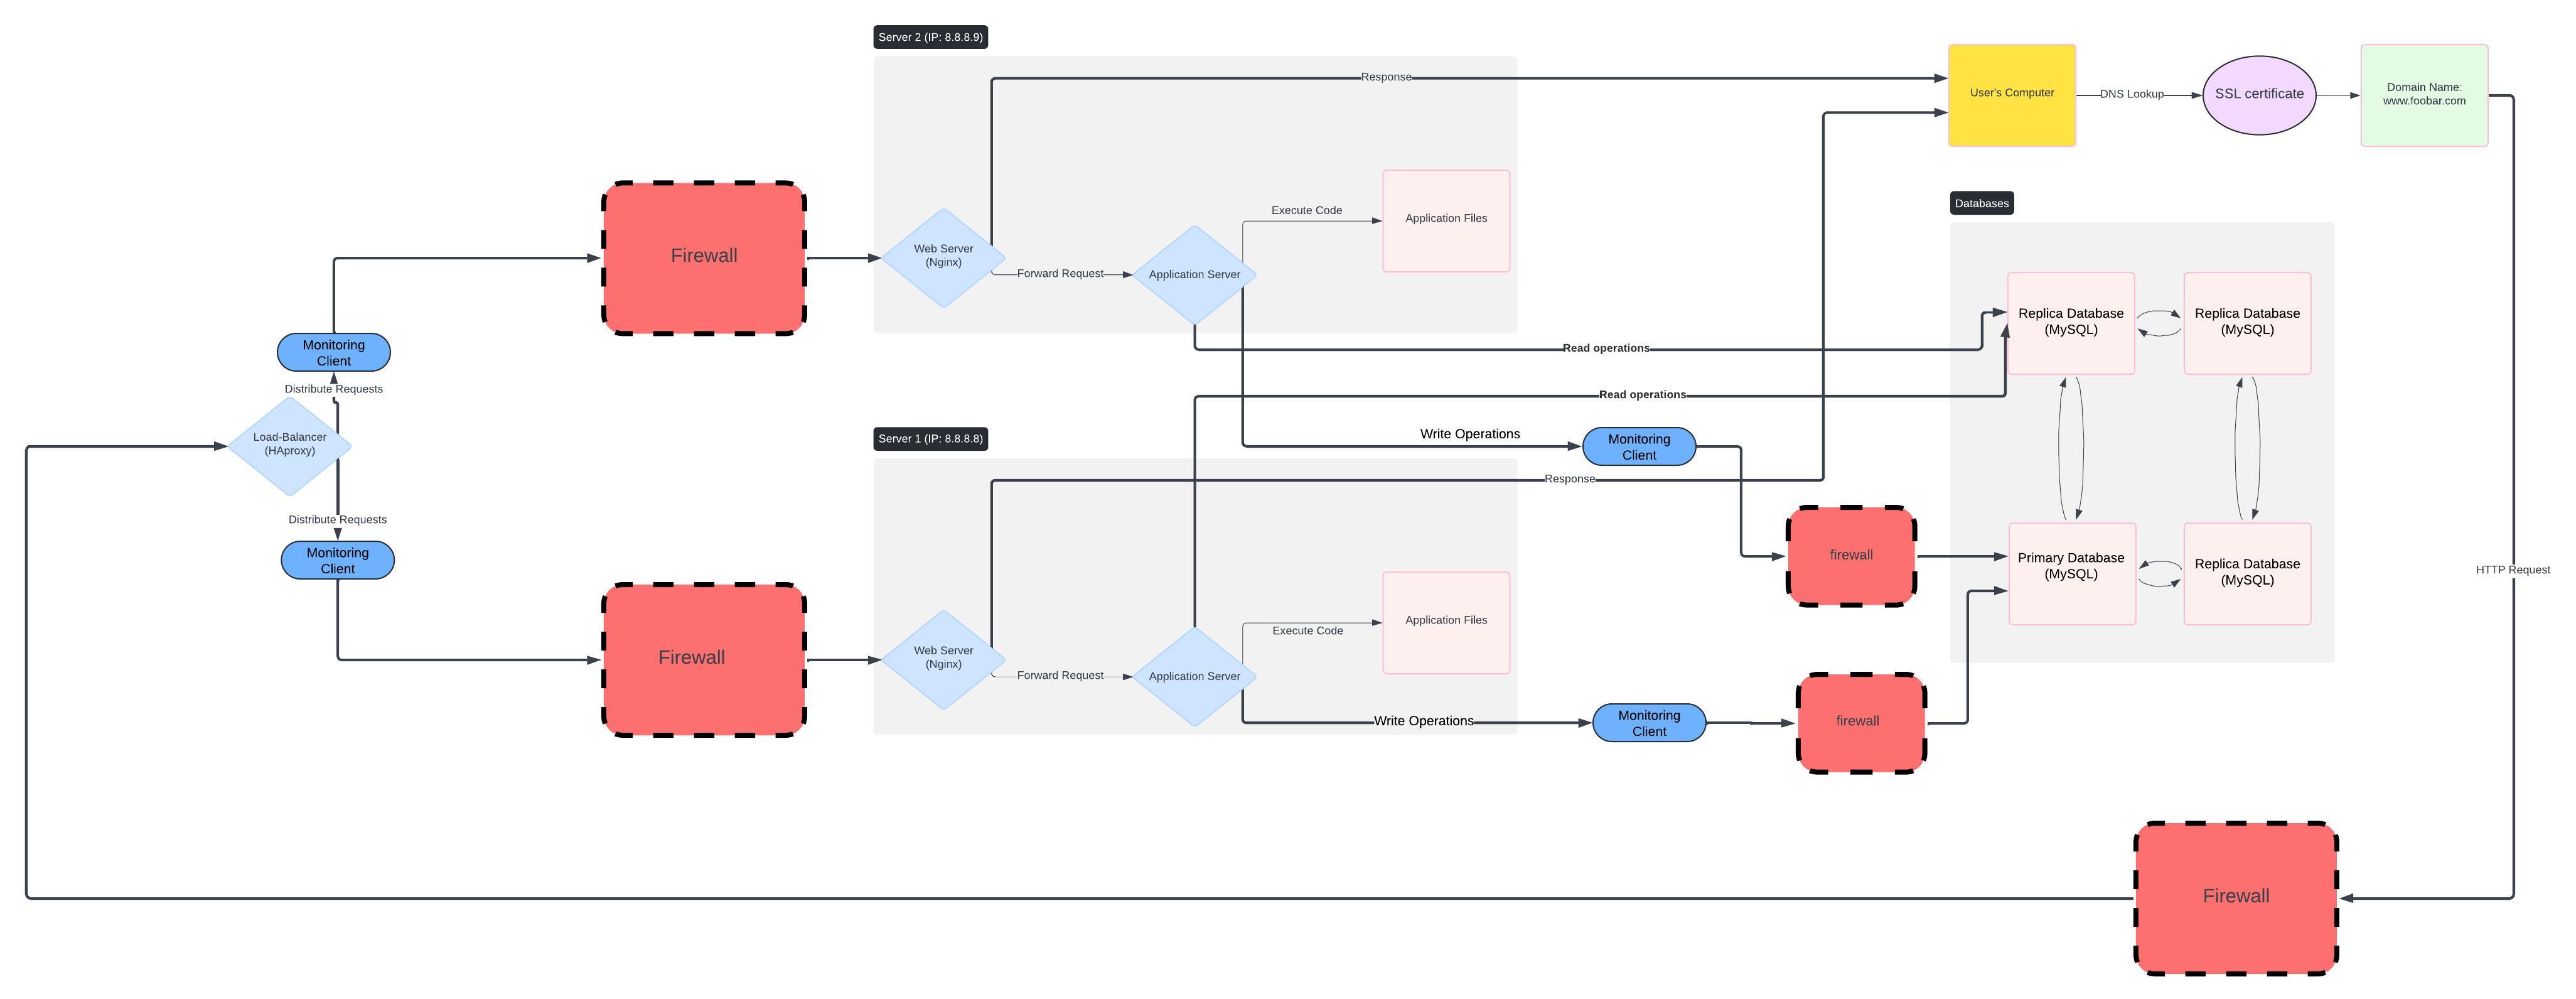 Server 2 (IP: 8.8.8.9)
Response
User's Computer
DNS Lookup
SSL certificate
Domain Name:
www.foobar.com
Databases
Firewall
Web Server
(Nginx)
Forward Request
Application Server
Execute Code
Application Files
Replica Database
(MySQL)
Replica Database
(MySQL)
Monitoring
Client
Distribute Requests
Read operations
Read operations
Load-Balancer
(HAproxy)
Server 1 (IP: 8.8.8.8)
Write Operations
Monitoring
Client
Response
Distribute Requests
Monitoring
Client
firewall
Primary Database
(MySQL)
Replica Database
(MySQL)
HTTP Request
Firewall
Web Server
(Nginx)
Forward Request
Application Server
Execute Code
Application Files
Write Operations
Monitoring
Client
firewall
Firewall